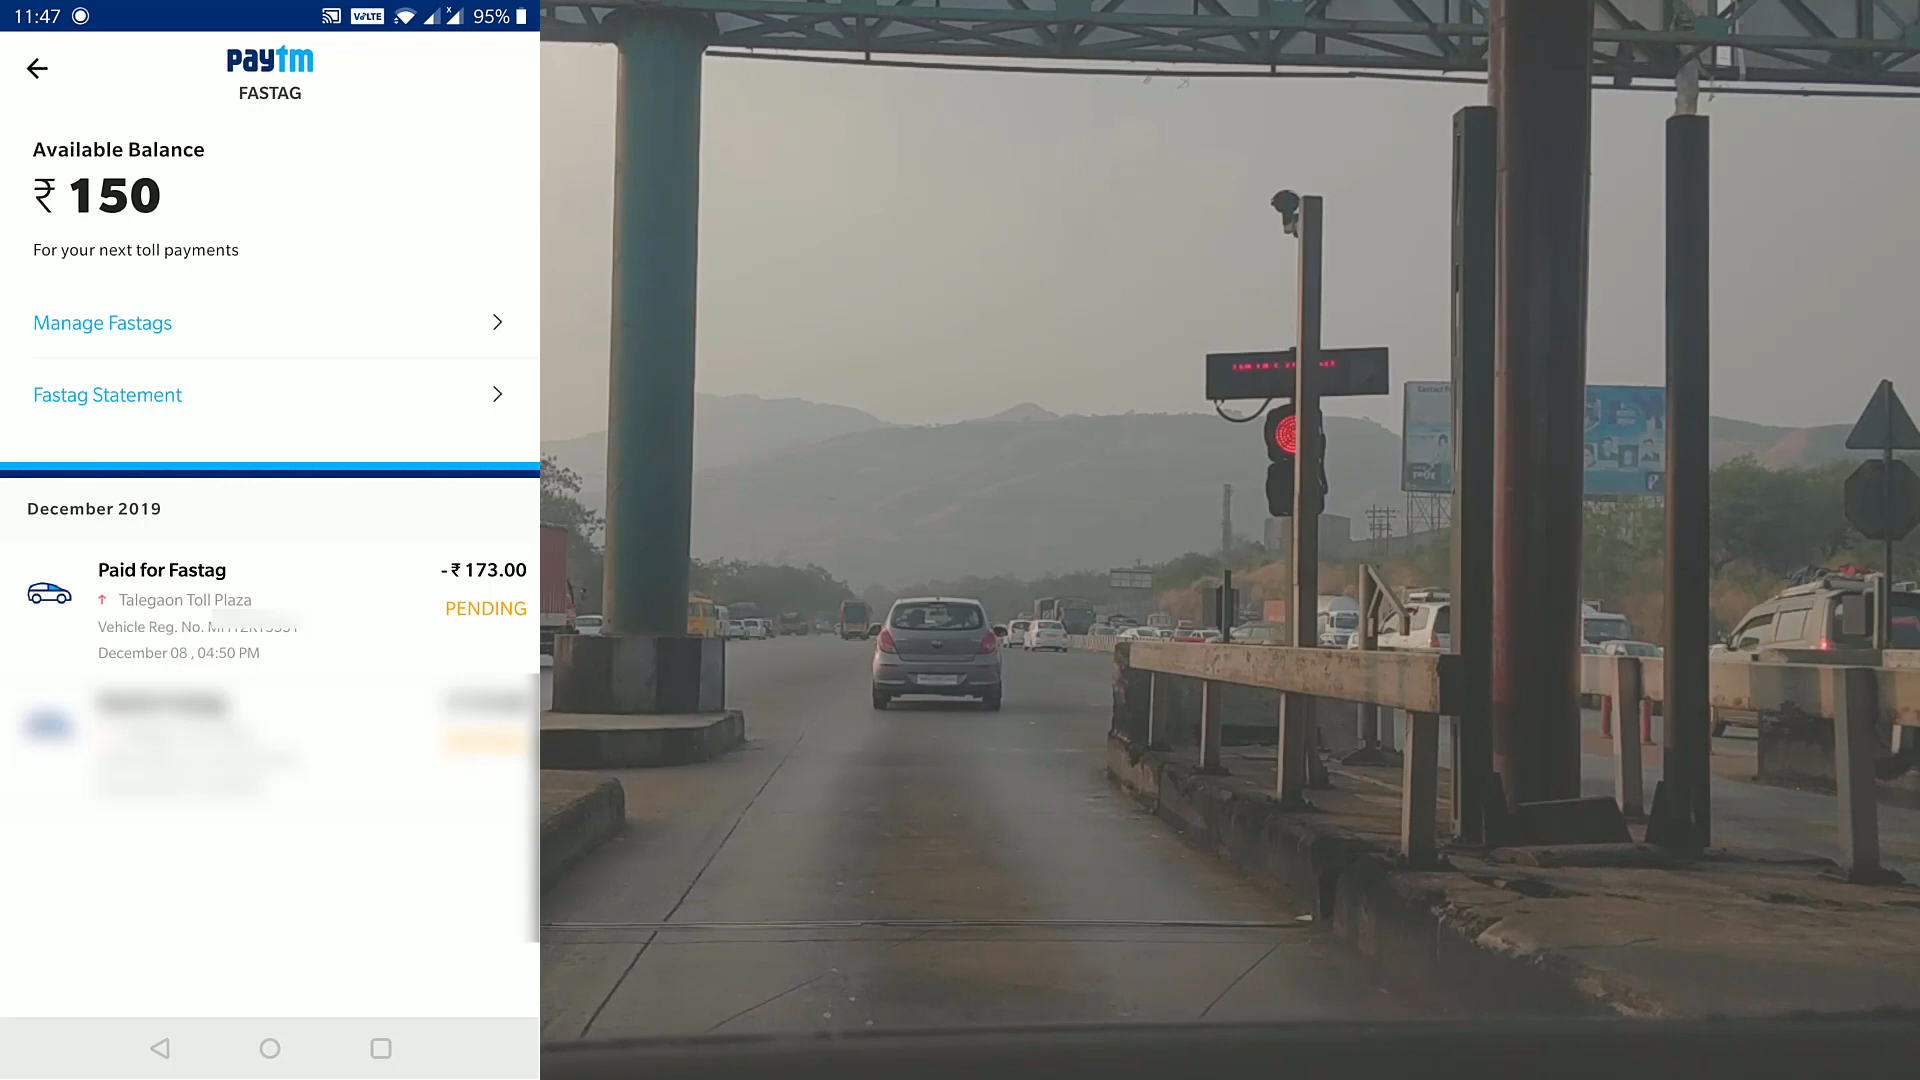 11:47
VoLTE
95%
paytm
FASTAG
Available Balance
₹ 150
For your next toll payments
Manage Fastags
Fastag Statement
December 2019
Paid for Fastag
- ₹ 173.00
Talegaon Toll Plaza
PENDING
Vehicle Reg. No.
December 08 , 04:50 PM